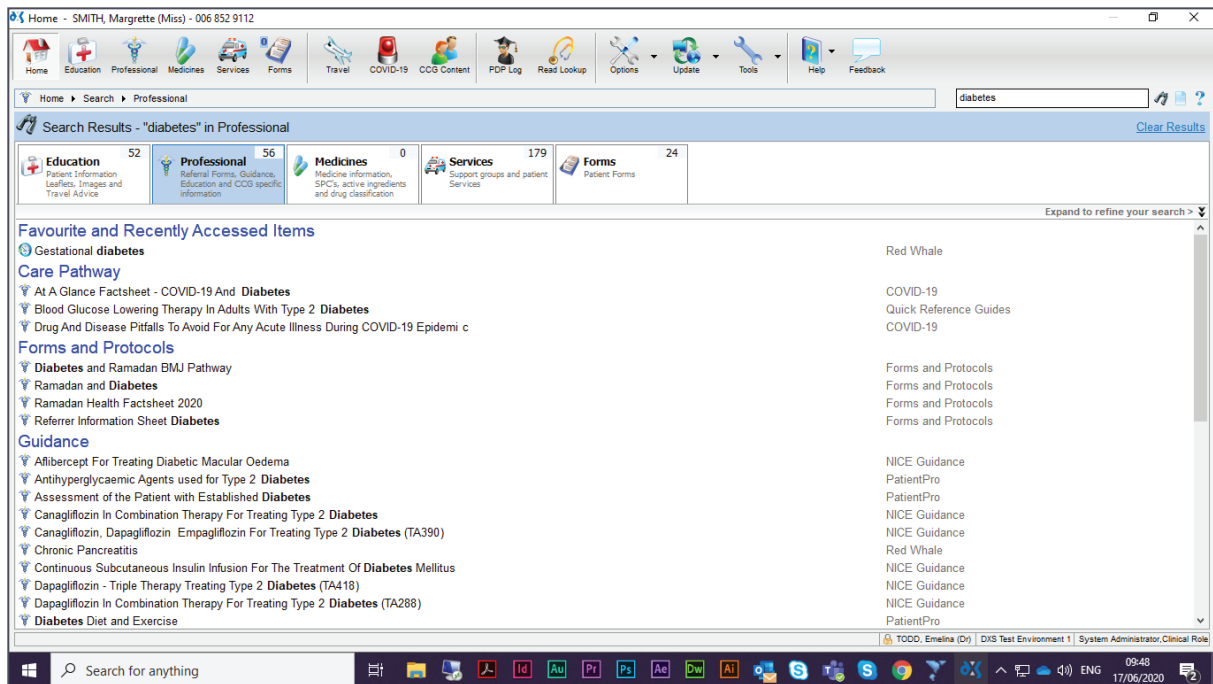 Home - SMITH, Margrette (Miss) - 006 852 9112
Home Education Professional Medicines Services Forms Travel COVID-19 CCG Content PDP Log Read Lookup Options Update Tools Help Feedback
Home Search Professional diabetes
Search Results - "diabetes" in Professional Clear Results
Education 52
Patient Information
Leaflets, Images and
Travel Advice
Professional 56
Referral Forms, Guidance,
Education and CCG specific
information
Medicines 0
Medicine information,
SPC's, active ingredients
and drug classification
Services 179
Support groups and patient
Services
Forms 24
Patient Forms
Expand to refine your search >
Favourite and Recently Accessed Items
Gestational diabetes Red Whale
Care Pathway
At A Glance Factsheet - COVID-19 And Diabetes COVID-19
Blood Glucose Lowering Therapy In Adults With Type 2 Diabetes Quick Reference Guides
Drug And Disease Pitfalls To Avoid For Any Acute Illness During COVID-19 Epidemi c COVID-19
Forms and Protocols
Diabetes and Ramadan BMJ Pathway Forms and Protocols
Ramadan and Diabetes Forms and Protocols
Ramadan Health Factsheet 2020 Forms and Protocols
Referrer Information Sheet Diabetes Forms and Protocols
Guidance
Aflibercept For Treating Diabetic Macular Oedema NICE Guidance
Antihyperglycaemic Agents used for Type 2 Diabetes PatientPro
Assessment of the Patient with Established Diabetes PatientPro
Canagliflozin In Combination Therapy For Treating Type 2 Diabetes NICE Guidance
Canagliflozin, Dapagliflozin Empagliflozin For Treating Type 2 Diabetes (TA390) NICE Guidance
Chronic Pancreatitis Red Whale
Continuous Subcutaneous Insulin Infusion For The Treatment Of Diabetes Mellitus NICE Guidance
Dapagliflozin - Triple Therapy Treating Type 2 Diabetes (TA418) NICE Guidance
Dapagliflozin In Combination Therapy For Treating Type 2 Diabetes (TA288) NICE Guidance
Diabetes Diet and Exercise PatientPro
TODD, Emelina (Dr) DXS Test Environment 1 System Administrator,Clinical Role
Search for anything Id Au Pr Ps Ae Dw Ai ENG 09:48
17/06/2020